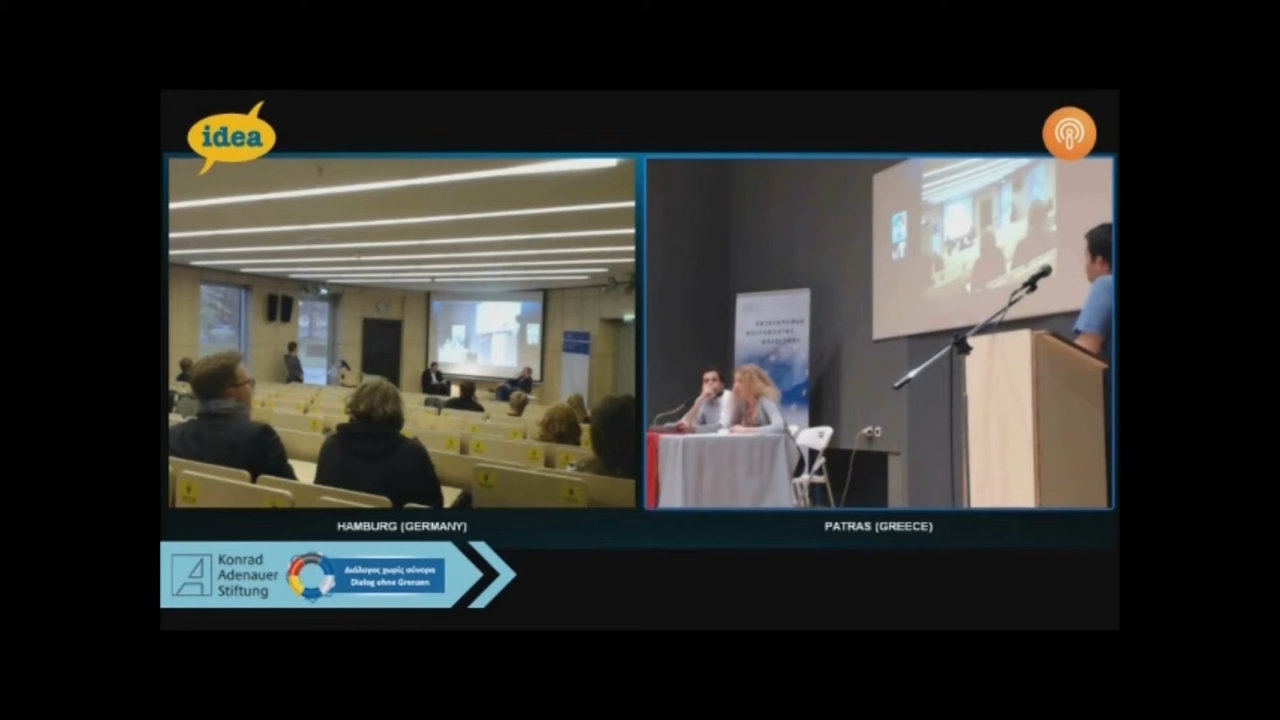 idea
HAMBURG (GERMANY)
PATRAS (GREECE)
Konrad
Adenauer
Stiftung
Διάλογος χωρίς σύνορα
Dialog ohne Grenzen